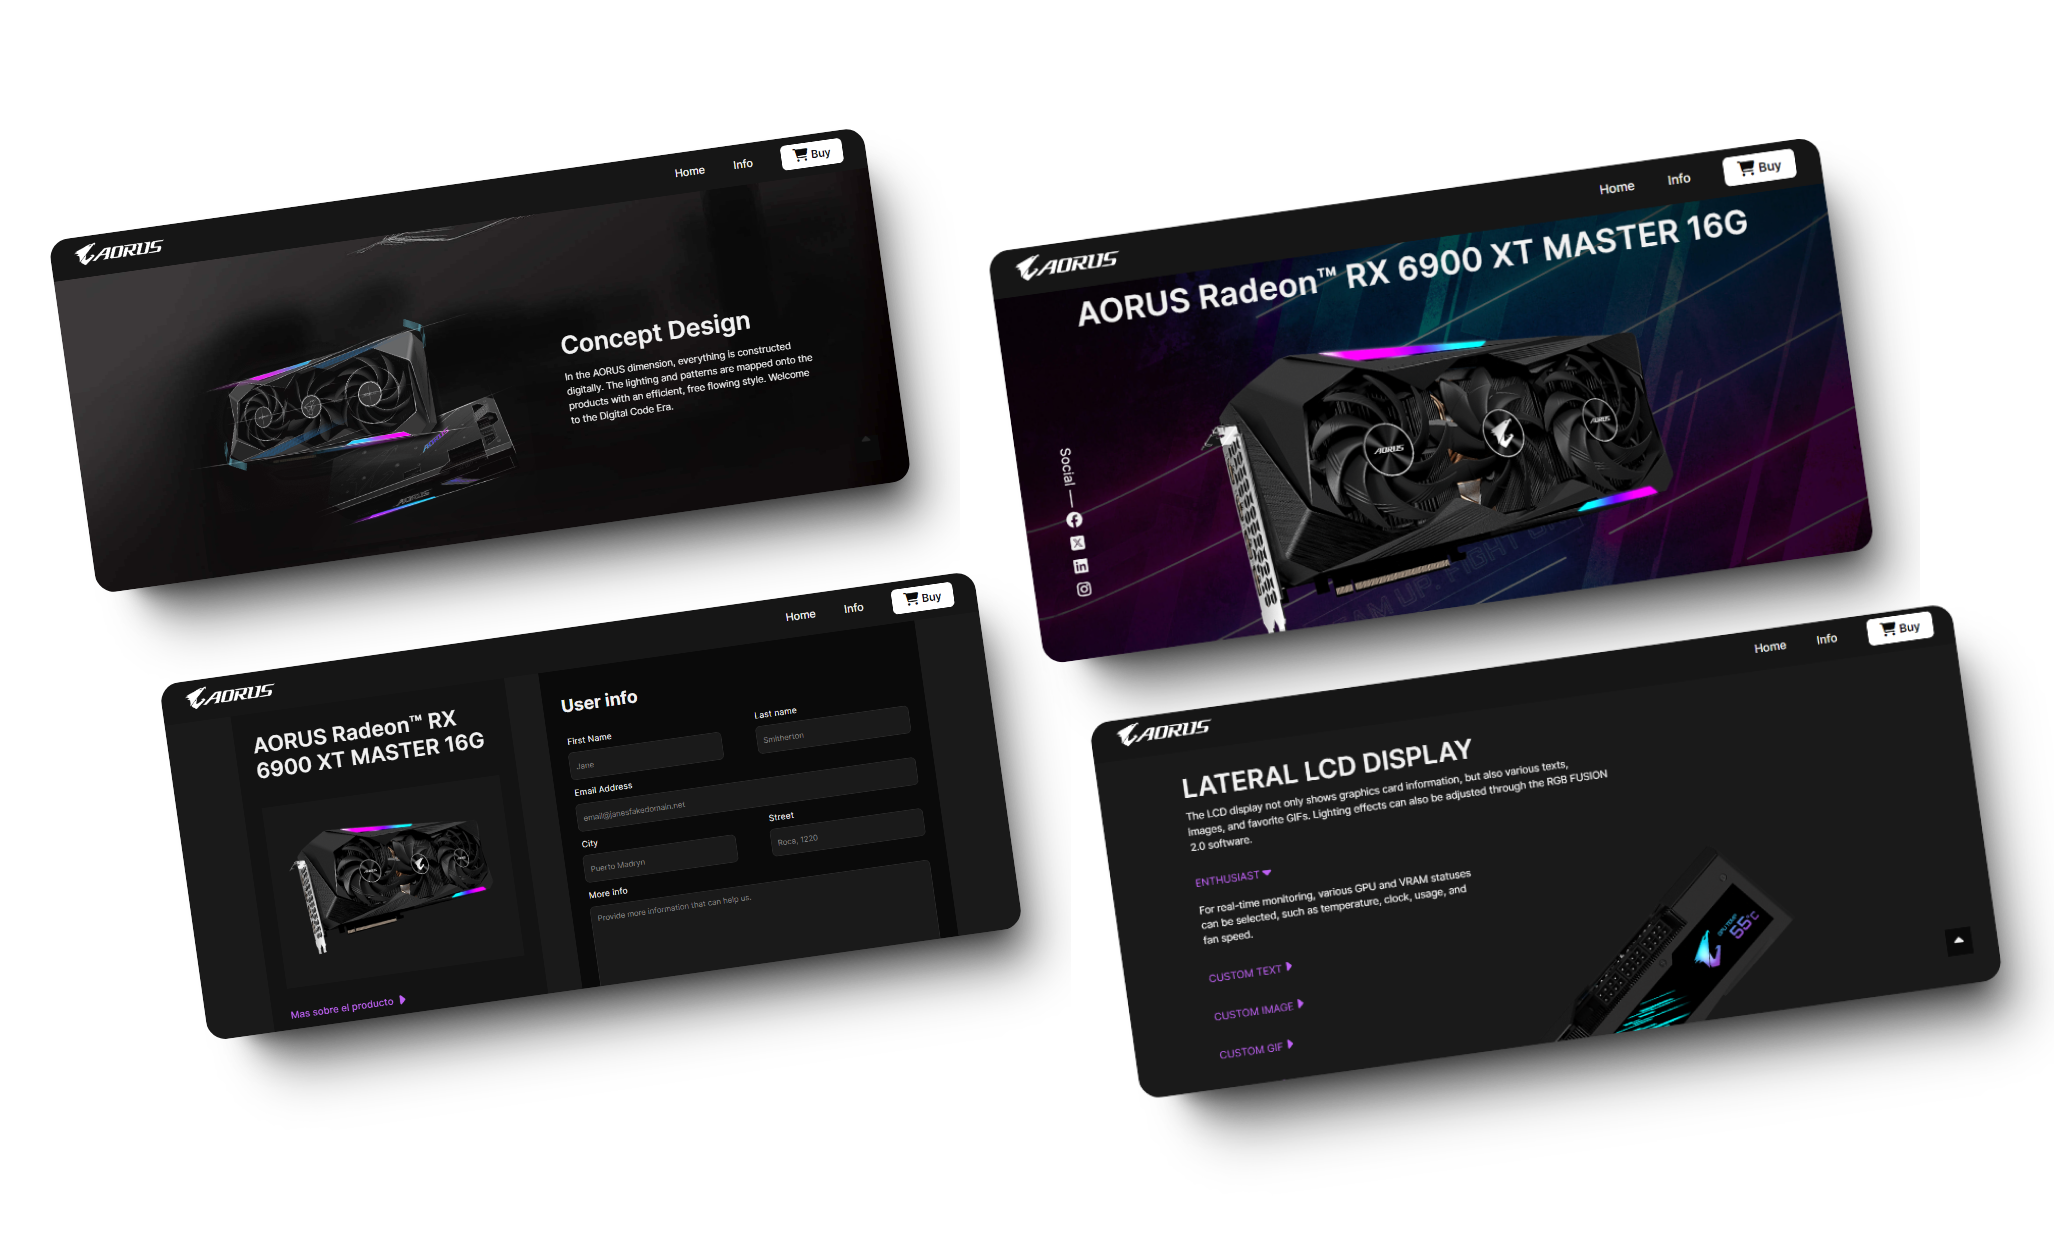 AORUS
Home
Info
Buy
Concept Design
In the AORUS dimension, everything is constructed
digitally. The lighting and patterns are mapped onto the
products with an efficient, free flowing style. Welcome
to the Digital Code Era.
AORUS
AORUS
Home
Info
Buy
AORUS Radeon™ RX 6900 XT MASTER 16G
Social
AORUS
AORUS
AORUS
Home
Info
Buy
AORUS Radeon™ RX
6900 XT MASTER 16G
Mas sobre el producto
User info
First Name
Last name
Jane
Smitherton
Email Address
email@janesfakedomain.net
City
Street
Puerto Madryn
Roca, 1220
More info
Provide more information that can help us.
AORUS
Home
Info
Buy
LATERAL LCD DISPLAY
The LCD display not only shows graphics card information, but also various texts,
images, and favorite GIFs. Lighting effects can also be adjusted through the RGB FUSION
2.0 software.
ENTHUSIAST
For real-time monitoring, various GPU and VRAM statuses
can be selected, such as temperature, clock, usage, and
fan speed.
CUSTOM TEXT
CUSTOM IMAGE
CUSTOM GIF
GPU TEMP
55°C